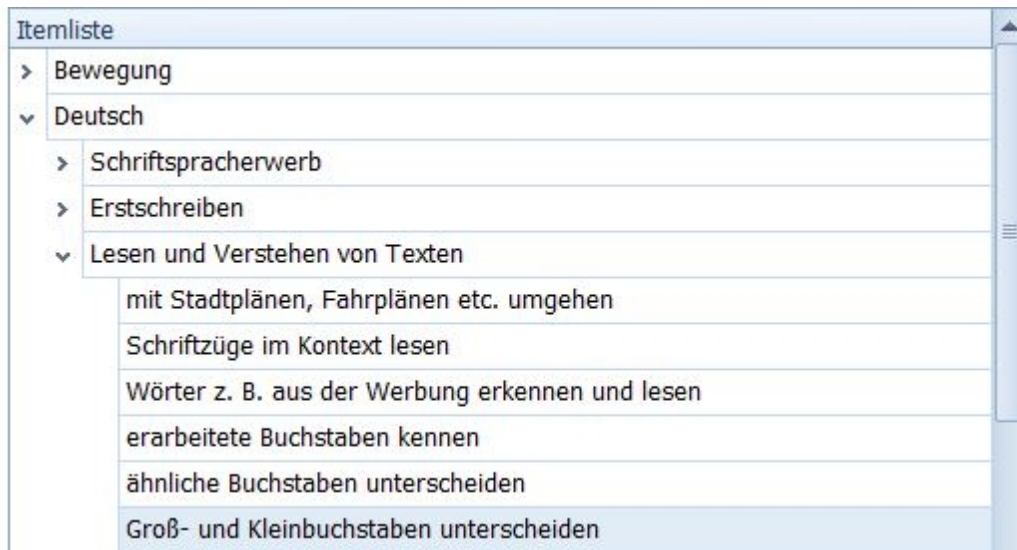 Itemliste
Bewegung
Deutsch
Schriftspracherwerb
Erstschreiben
Lesen und Verstehen von Texten
mit Stadtplänen, Fahrplänen etc. umgehen
Schriftzüge im Kontext lesen
Wörter z. B. aus der Werbung erkennen und lesen
erarbeitete Buchstaben kennen
ähnliche Buchstaben unterscheiden
Groß- und Kleinbuchstaben unterscheiden